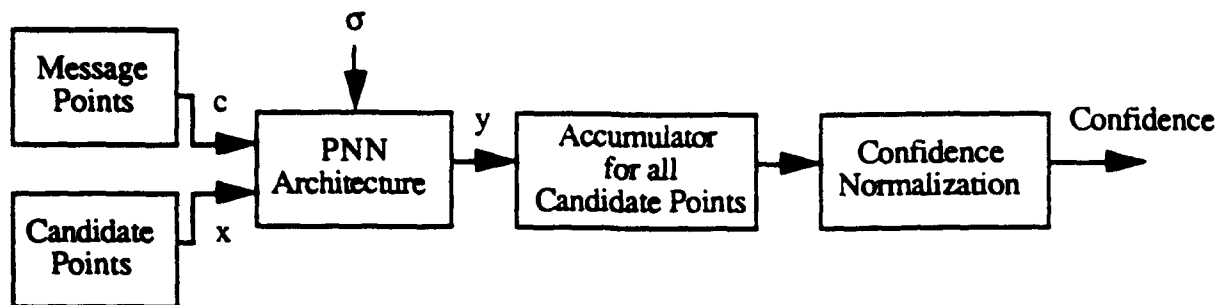 σ
Message
Points
c
PNN
Architecture
y
Accumulator
for all
Candidate Points
Confidence
Normalization
Confidence
Candidate
Points
x